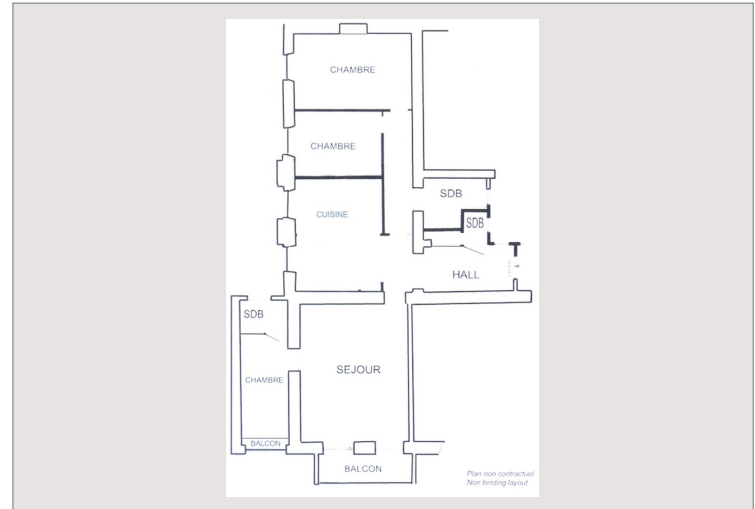 CHAMBRE
CHAMBRE
SDB
CUISINE
SDB
HALL
SDB
SEJOUR
CHAMBRE
BALCON
BALCON
Plan non contractuel
Non binding layout